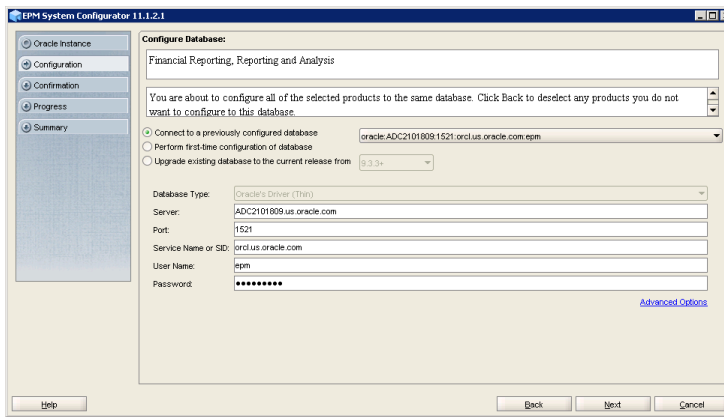 EPM System Configurator 11.1.2.1
Oracle Instance
Configuration
Confirmation
Progress
Summary
Configure Database:
Financial Reporting, Reporting and Analysis
You are about to configure all of the selected products to the same database. Click Back to deselect any products you do not
want to configure to this database.
Connect to a previously configured database
oracle:ADC2101809:1521:orcl.us.oracle.com:epm
Perform first-time configuration of database
Upgrade existing database to the current release from
9.3.3+
Database Type:
Oracle's Driver (Thin)
Server:
ADC2101809.us.oracle.com
Port:
1521
Service Name or SID:
orcl.us.oracle.com
User Name:
epm
Password:
•••••••••
Advanced Options
Help
Back
Next
Cancel